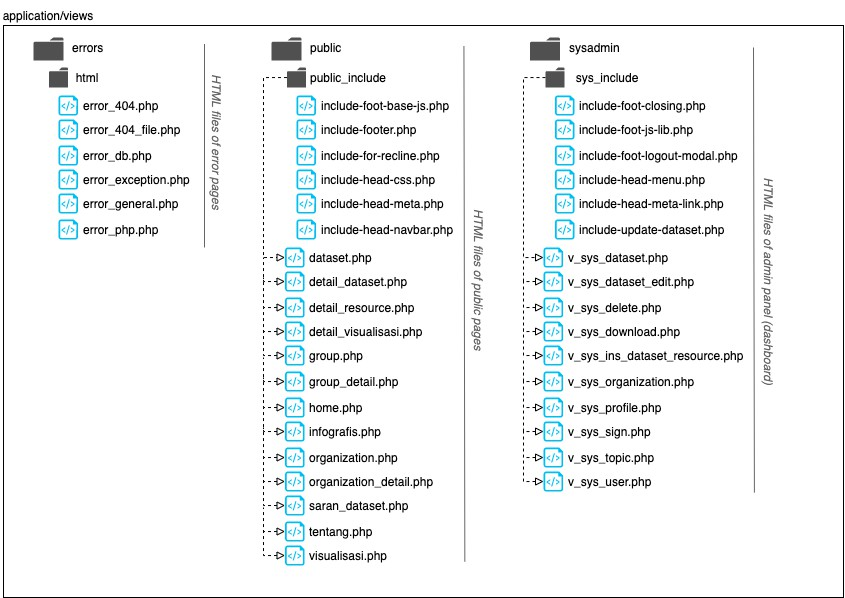 application/views
errors
html
error_404.php
error_404_file.php
error_db.php
error_exception.php
error_general.php
error_php.php
HTML files of error pages
public
public_include
include-foot-base-js.php
include-footer.php
include-for-recline.php
include-head-css.php
include-head-meta.php
include-head-navbar.php
dataset.php
detail_dataset.php
detail_resource.php
detail_visualisasi.php
group.php
group_detail.php
home.php
infografis.php
organization.php
organization_detail.php
saran_dataset.php
tentang.php
visualisasi.php
HTML files of public pages
sysadmin
sys_include
include-foot-closing.php
include-foot-js-lib.php
include-foot-logout-modal.php
include-head-menu.php
include-head-meta-link.php
include-update-dataset.php
v_sys_dataset.php
v_sys_dataset_edit.php
v_sys_delete.php
v_sys_download.php
v_sys_ins_dataset_resource.php
v_sys_organization.php
v_sys_profile.php
v_sys_sign.php
v_sys_topic.php
v_sys_user.php
HTML files of admin panel (dashboard)